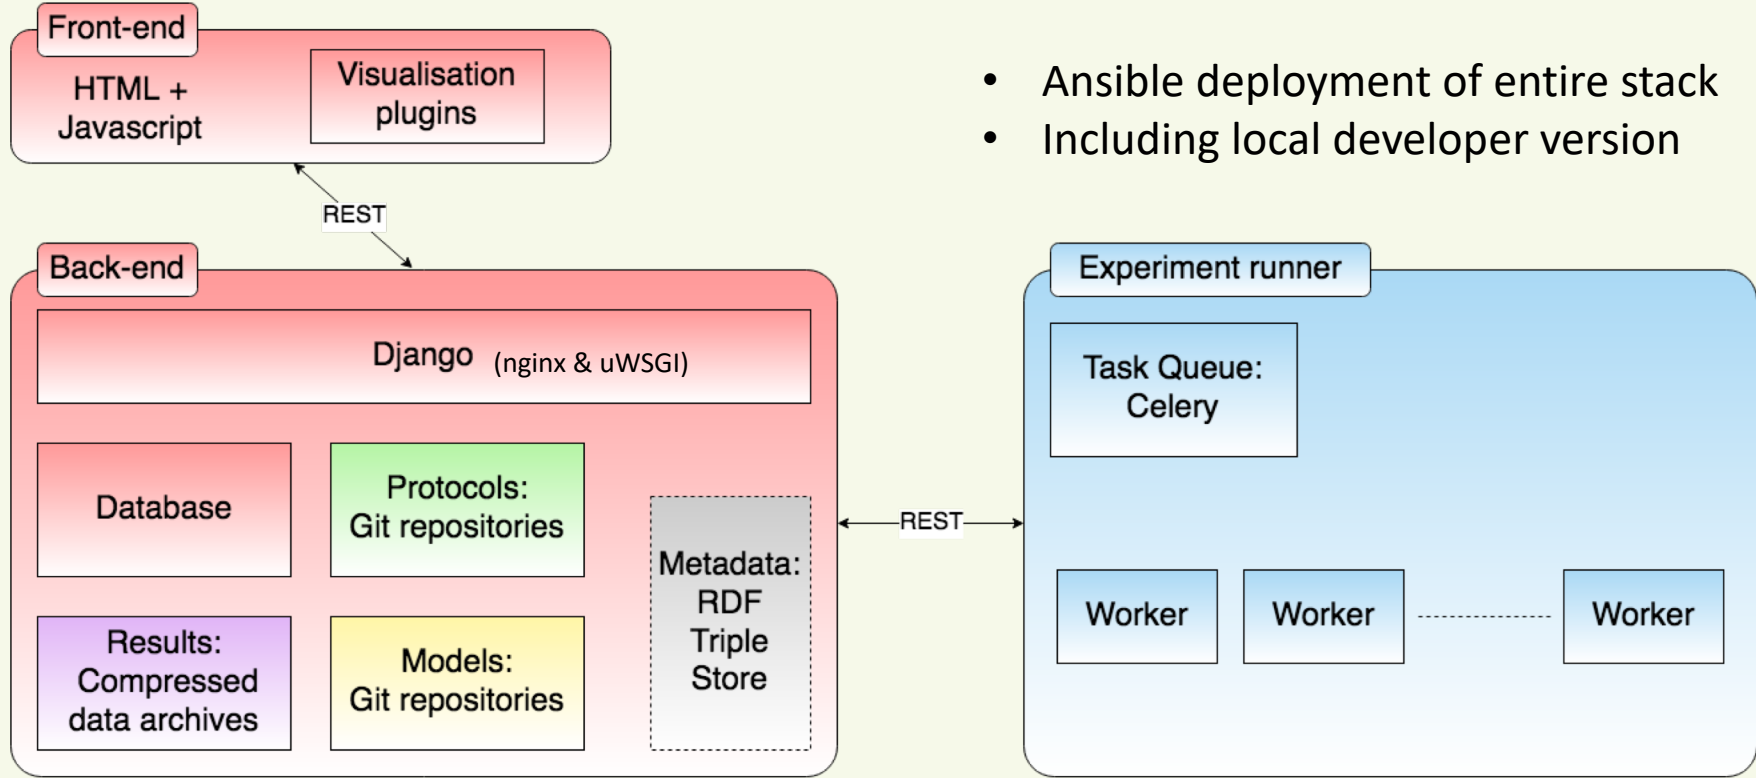 Front-end
HTML +
Javascript
Visualisation
plugins
• Ansible deployment of entire stack
• Including local developer version
REST
Back-end
Django (nginx & uWSGI)
Database
Protocols:
Git repositories
Metadata:
RDF
Triple
Store
Results:
Compressed
data archives
Models:
Git repositories
REST
Experiment runner
Task Queue:
Celery
Worker
Worker
Worker